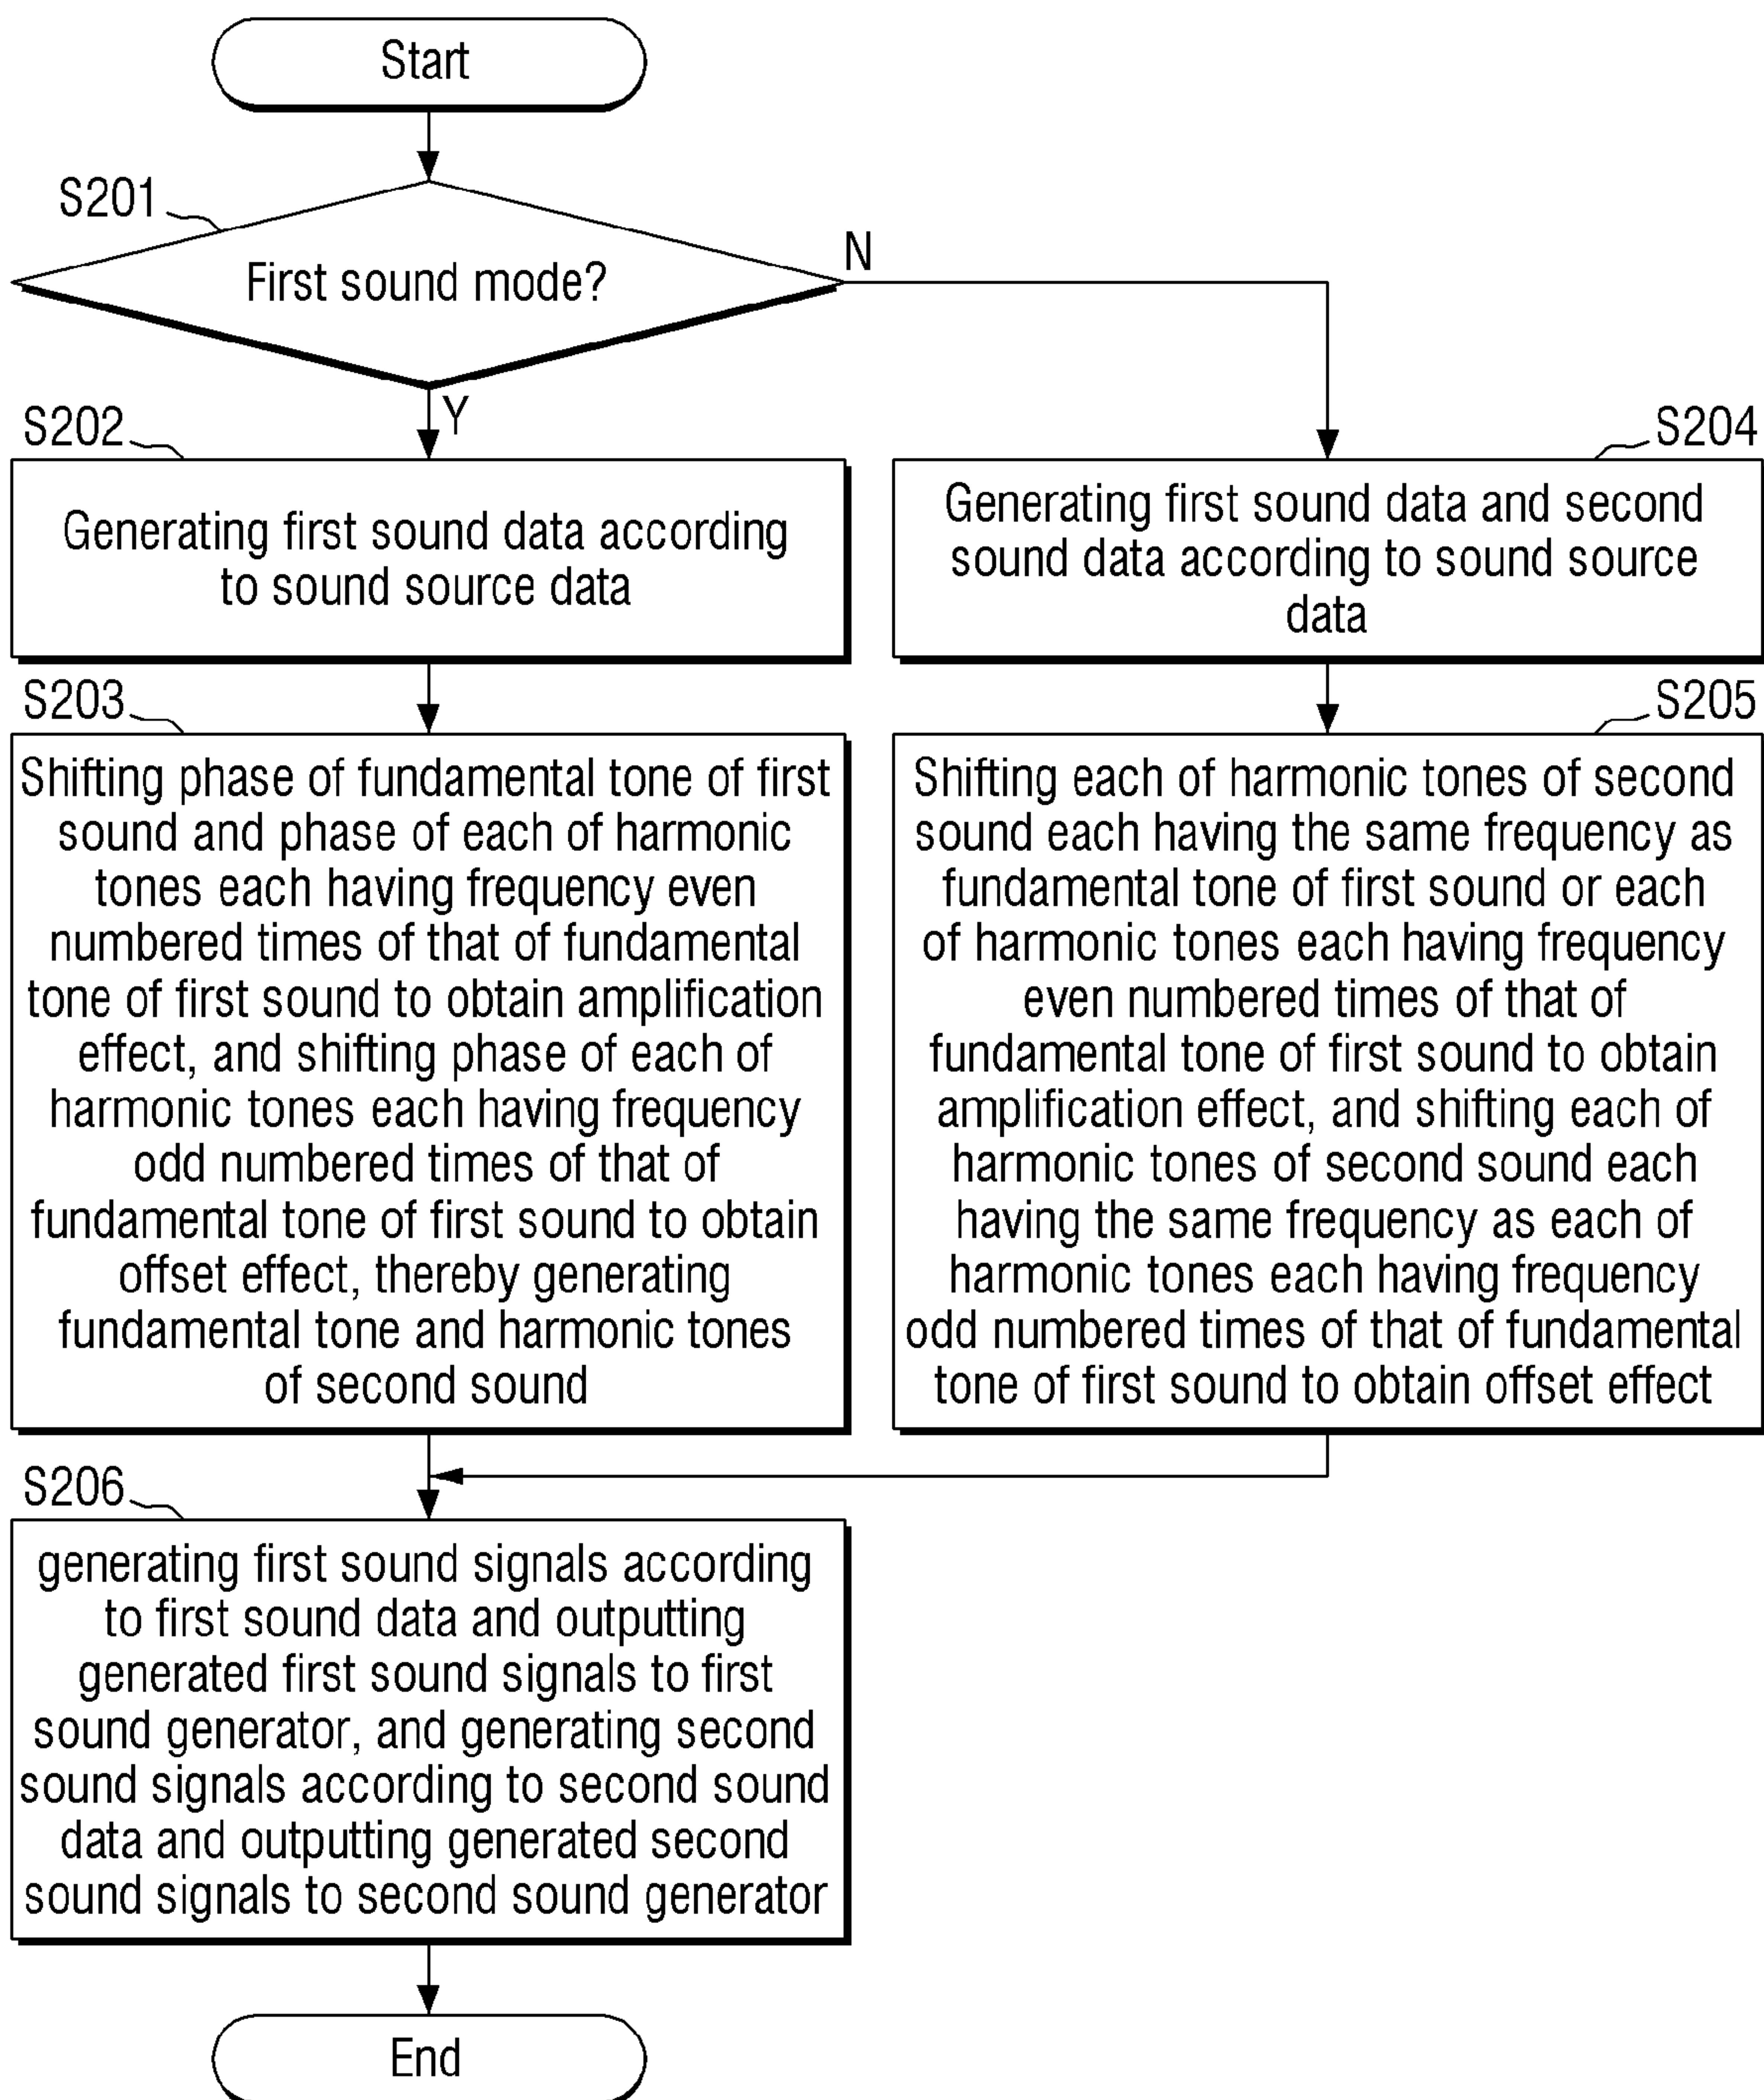 Start
S201
First sound mode?
N
Y
S202
Generating first sound data according
to sound source data
S204
Generating first sound data and second
sound data according to sound source
data
S203
Shifting phase of fundamental tone of first
sound and phase of each of harmonic
tones each having frequency even
numbered times of that of fundamental
tone of first sound to obtain amplification
effect, and shifting phase of each of
harmonic tones each having frequency
odd numbered times of that of
fundamental tone of first sound to obtain
offset effect, thereby generating
fundamental tone and harmonic tones
of second sound
S205
Shifting each of harmonic tones of second
sound each having the same frequency as
fundamental tone of first sound or each
of harmonic tones each having frequency
even numbered times of that of
fundamental tone of first sound to obtain
amplification effect, and shifting each of
harmonic tones of second sound each
having the same frequency as each of
harmonic tones each having frequency
odd numbered times of that of fundamental
tone of first sound to obtain offset effect
S206
generating first sound signals according
to first sound data and outputting
generated first sound signals to first
sound generator, and generating second
sound signals according to second sound
data and outputting generated second
sound signals to second sound generator
End